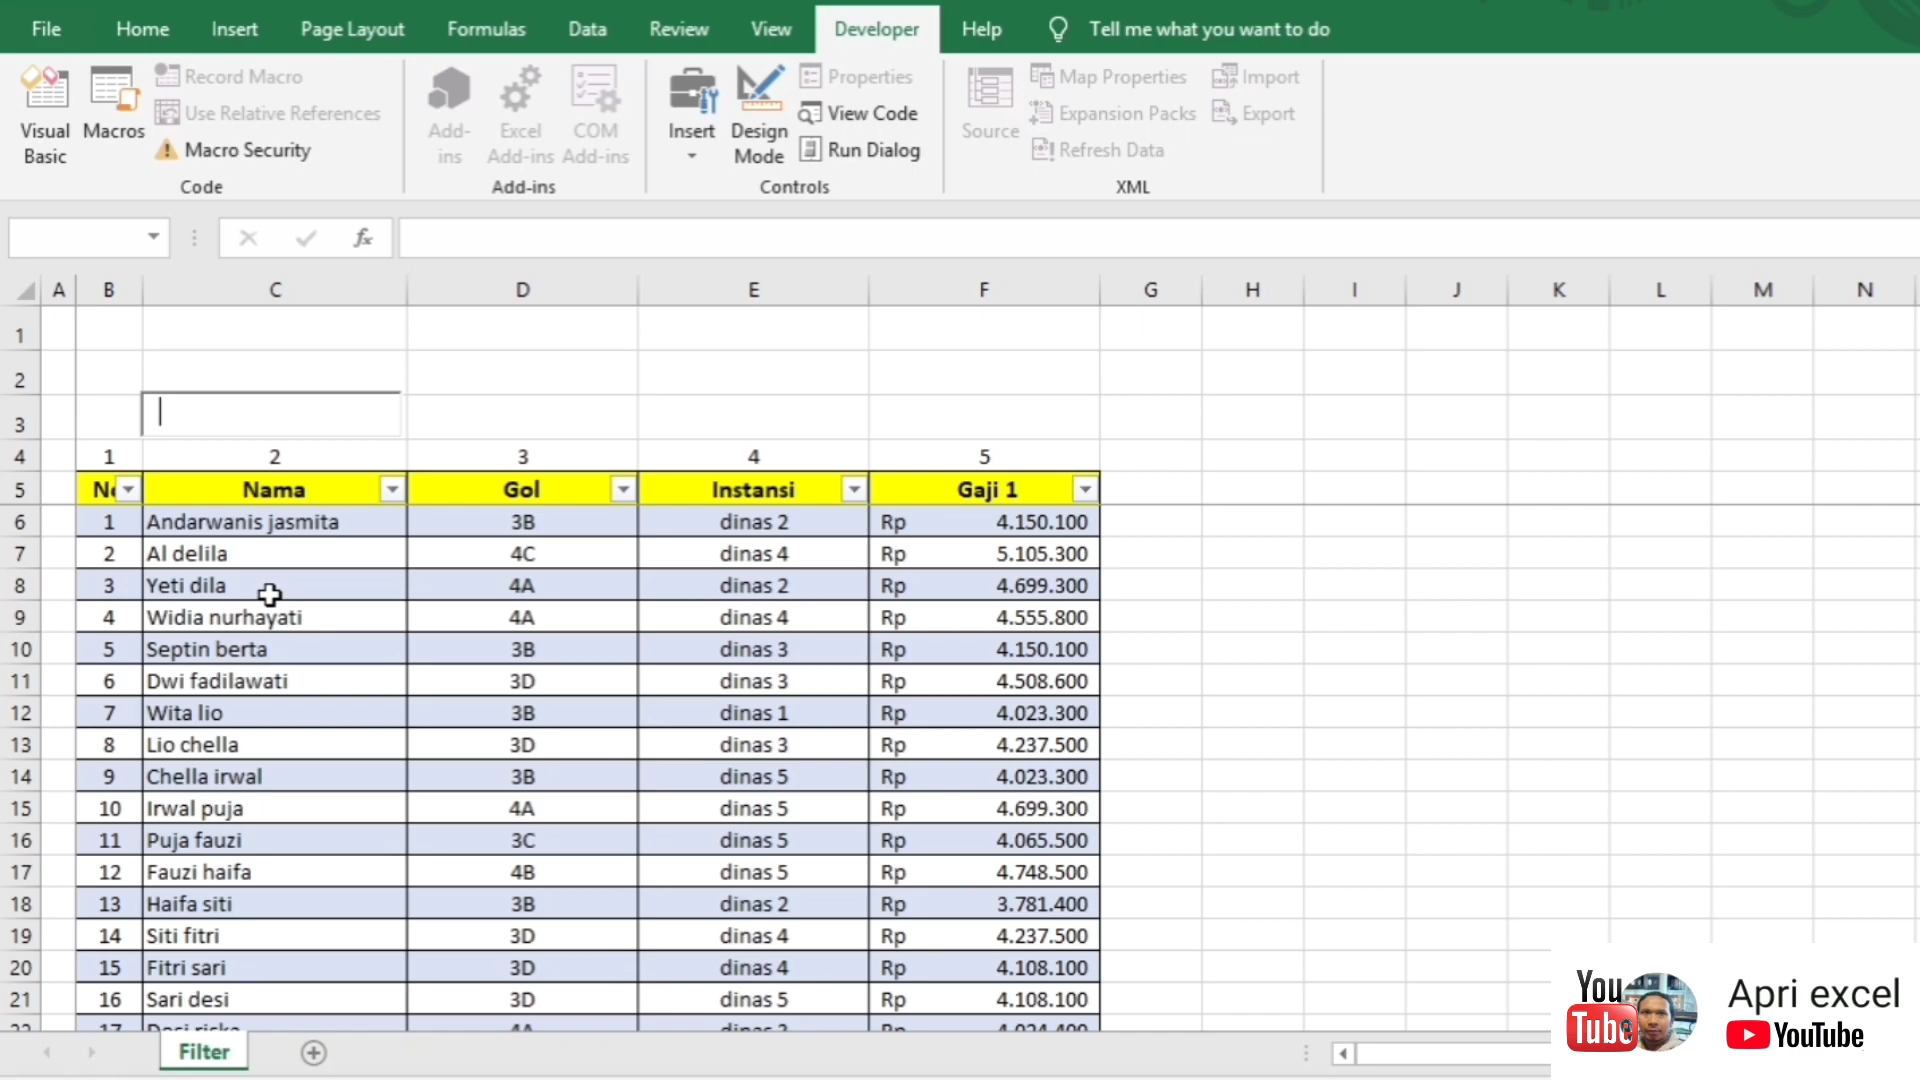 File Home Insert Page Layout Formulas Data Review View Developer Help Tell me what you want to do
Visual Basic
Macros
Record Macro
Use Relative References
Macro Security
Code
Add-ins
Excel Add-ins
COM Add-ins
Add-ins
Insert
Design Mode
Properties
View Code
Run Dialog
Controls
Source
Map Properties
Expansion Packs
Refresh Data
Import
Export
XML
fx
A B C D E F G H I J K L M N
1
2
3
4 1 2 3 4 5
5 Nama Gol Instansi Gaji 1
6 1 Andarwanis jasmita 3B dinas 2 Rp 4.150.100
7 2 Al delila 4C dinas 4 Rp 5.105.300
8 3 Yeti dila 4A dinas 2 Rp 4.699.300
9 4 Widia nurhayati 4A dinas 4 Rp 4.555.800
10 5 Septin berta 3B dinas 3 Rp 4.150.100
11 6 Dwi fadilawati 3D dinas 3 Rp 4.508.600
12 7 Wita lio 3B dinas 1 Rp 4.023.300
13 8 Lio chella 3D dinas 3 Rp 4.237.500
14 9 Chella irwal 3B dinas 5 Rp 4.023.300
15 10 Irwal puja 4A dinas 5 Rp 4.699.300
16 11 Puja fauzi 3C dinas 5 Rp 4.065.500
17 12 Fauzi haifa 4B dinas 5 Rp 4.748.500
18 13 Haifa siti 3B dinas 2 Rp 3.781.400
19 14 Siti fitri 3D dinas 4 Rp 4.237.500
20 15 Fitri sari 3D dinas 4 Rp 4.108.100
21 16 Sari desi 3D dinas 5 Rp 4.108.100
Filter
You
Tube
Apri excel
YouTube